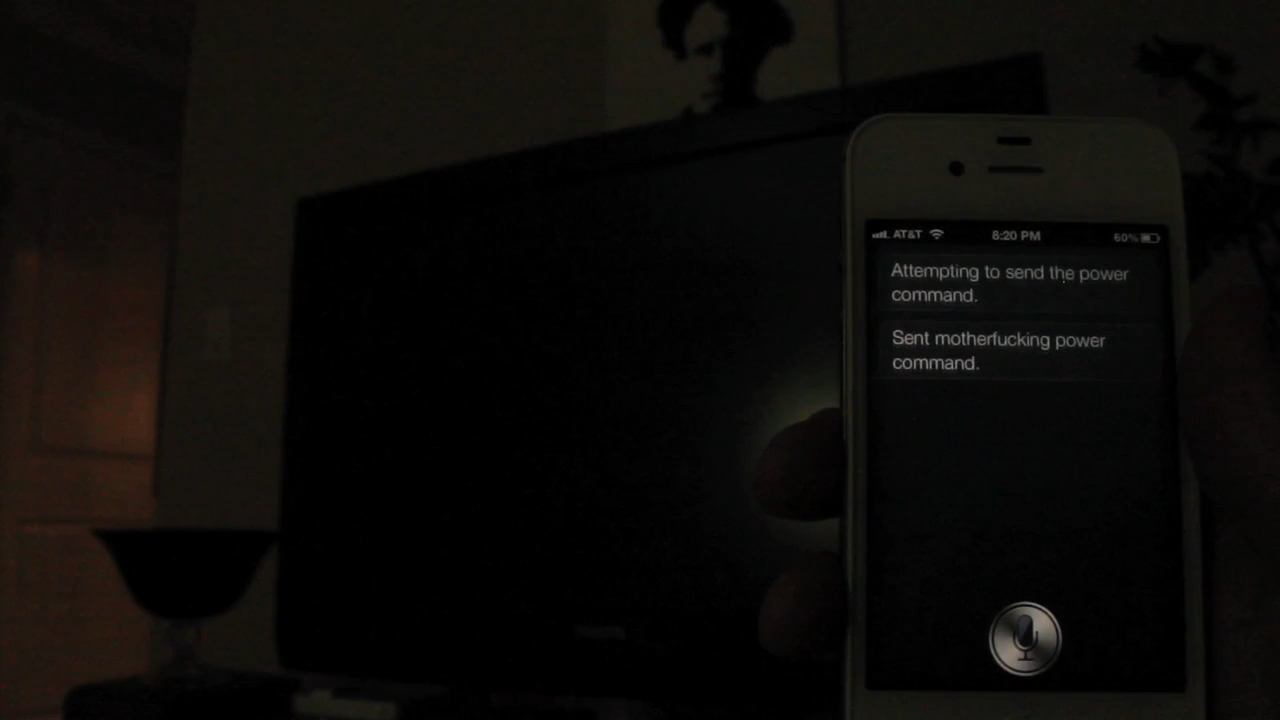 AT&T 8:20 PM 60%
Attempting to send the power
command.
Sent motherfucking power
command.